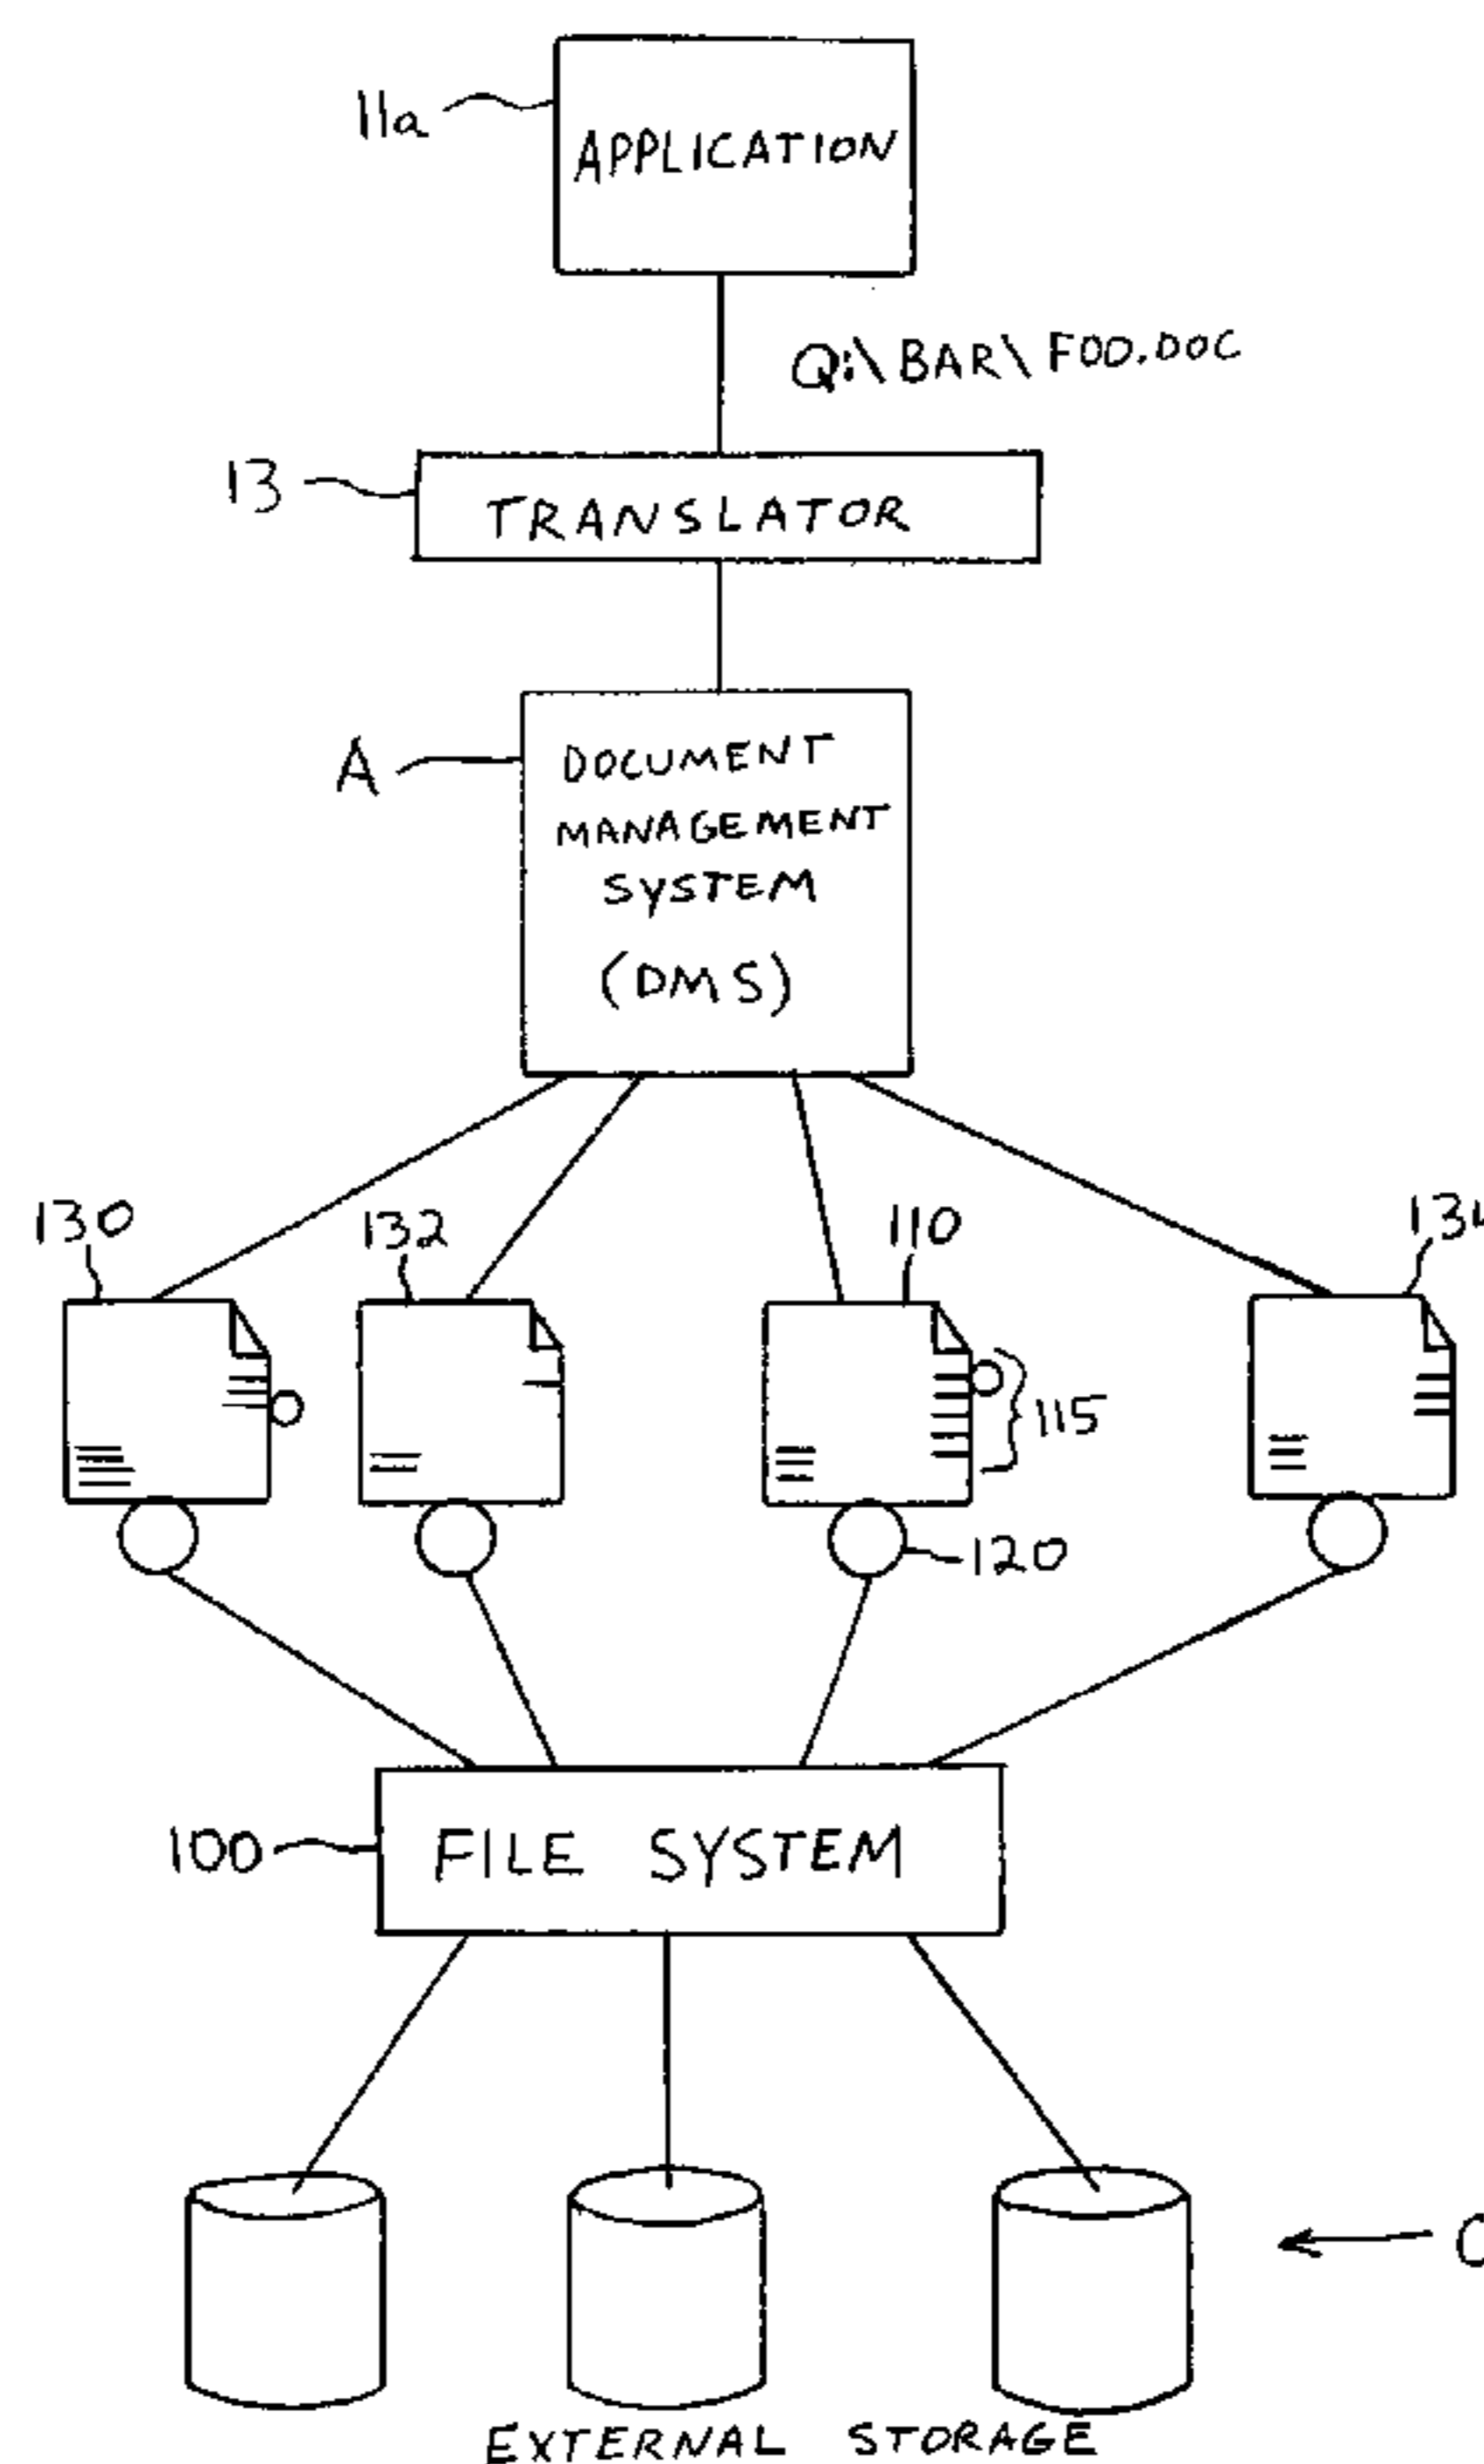 11a
APPLICATION
Q:\BAR\FOO.DOC
13
TRANSLATOR
A
DOCUMENT
MANAGEMENT
SYSTEM
(DMS)
130
132
110
115
120
100
FILE SYSTEM
EXTERNAL STORAGE